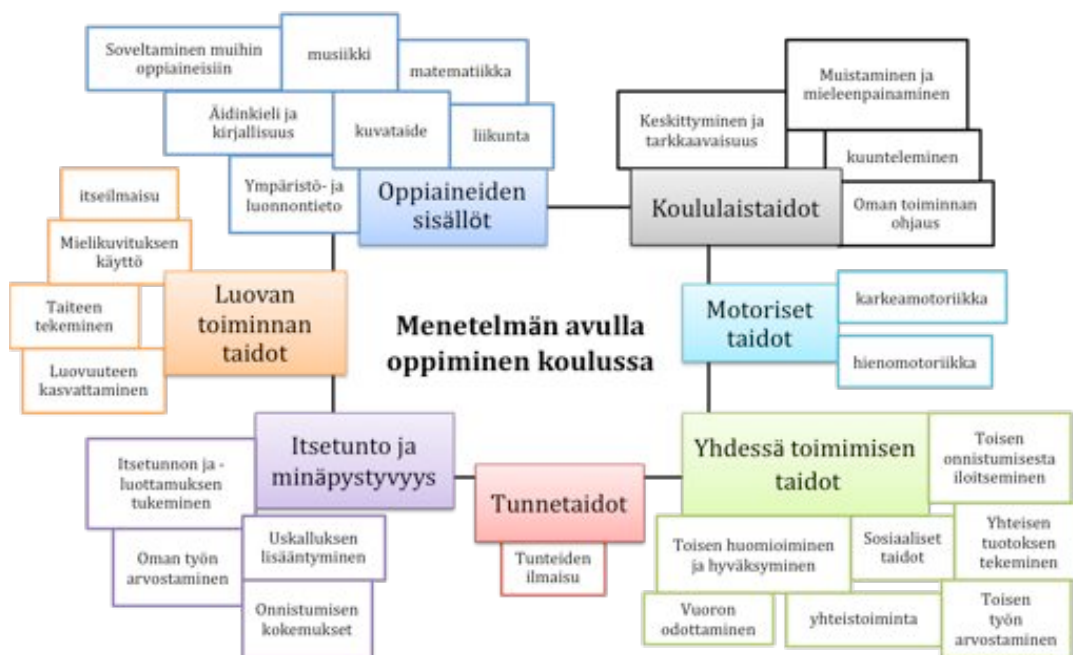 Soveltaminen muihin
oppiaineisiin
musiikki
matematiikka
Äidinkieli ja
kirjallisuus
kuvataide
liikunta
Ympäristö- ja
luonnontieto
Oppiaineiden
sisällöt
Muistaminen ja
mieleenpainaminen
Keskittyminen ja
tarkkaavaisuus
kuunteleminen
Oman toiminnan
ohjaus
Koululaistaidot
itseilmaisu
Mielikuvituksen
käyttö
Taiteen
tekeminen
Luovuuteen
kasvattaminen
Luovan
toiminnan
taidot
Menetelmän avulla
oppiminen koulussa
Motoriset
taidot
karkeamotoriikka
hienomotoriikka
Itsetunto ja
minäpystyvyys
Itsetunnon ja -
luottamuksen
tukeminen
Uskalluksen
lisääntyminen
Oman työn
arvostaminen
Onnistumisen
kokemukset
Tunnetaidot
Tunteiden
ilmaisu
Yhdessä toimimisen
taidot
Toisen
onnistumisesta
iloitseminen
Toisen huomioiminen
ja hyväksyminen
Sosiaaliset
taidot
Yhteisen
tuotoksen
tekeminen
Vuoron
odottaminen
yhteistoiminta
Toisen
työn
arvostaminen